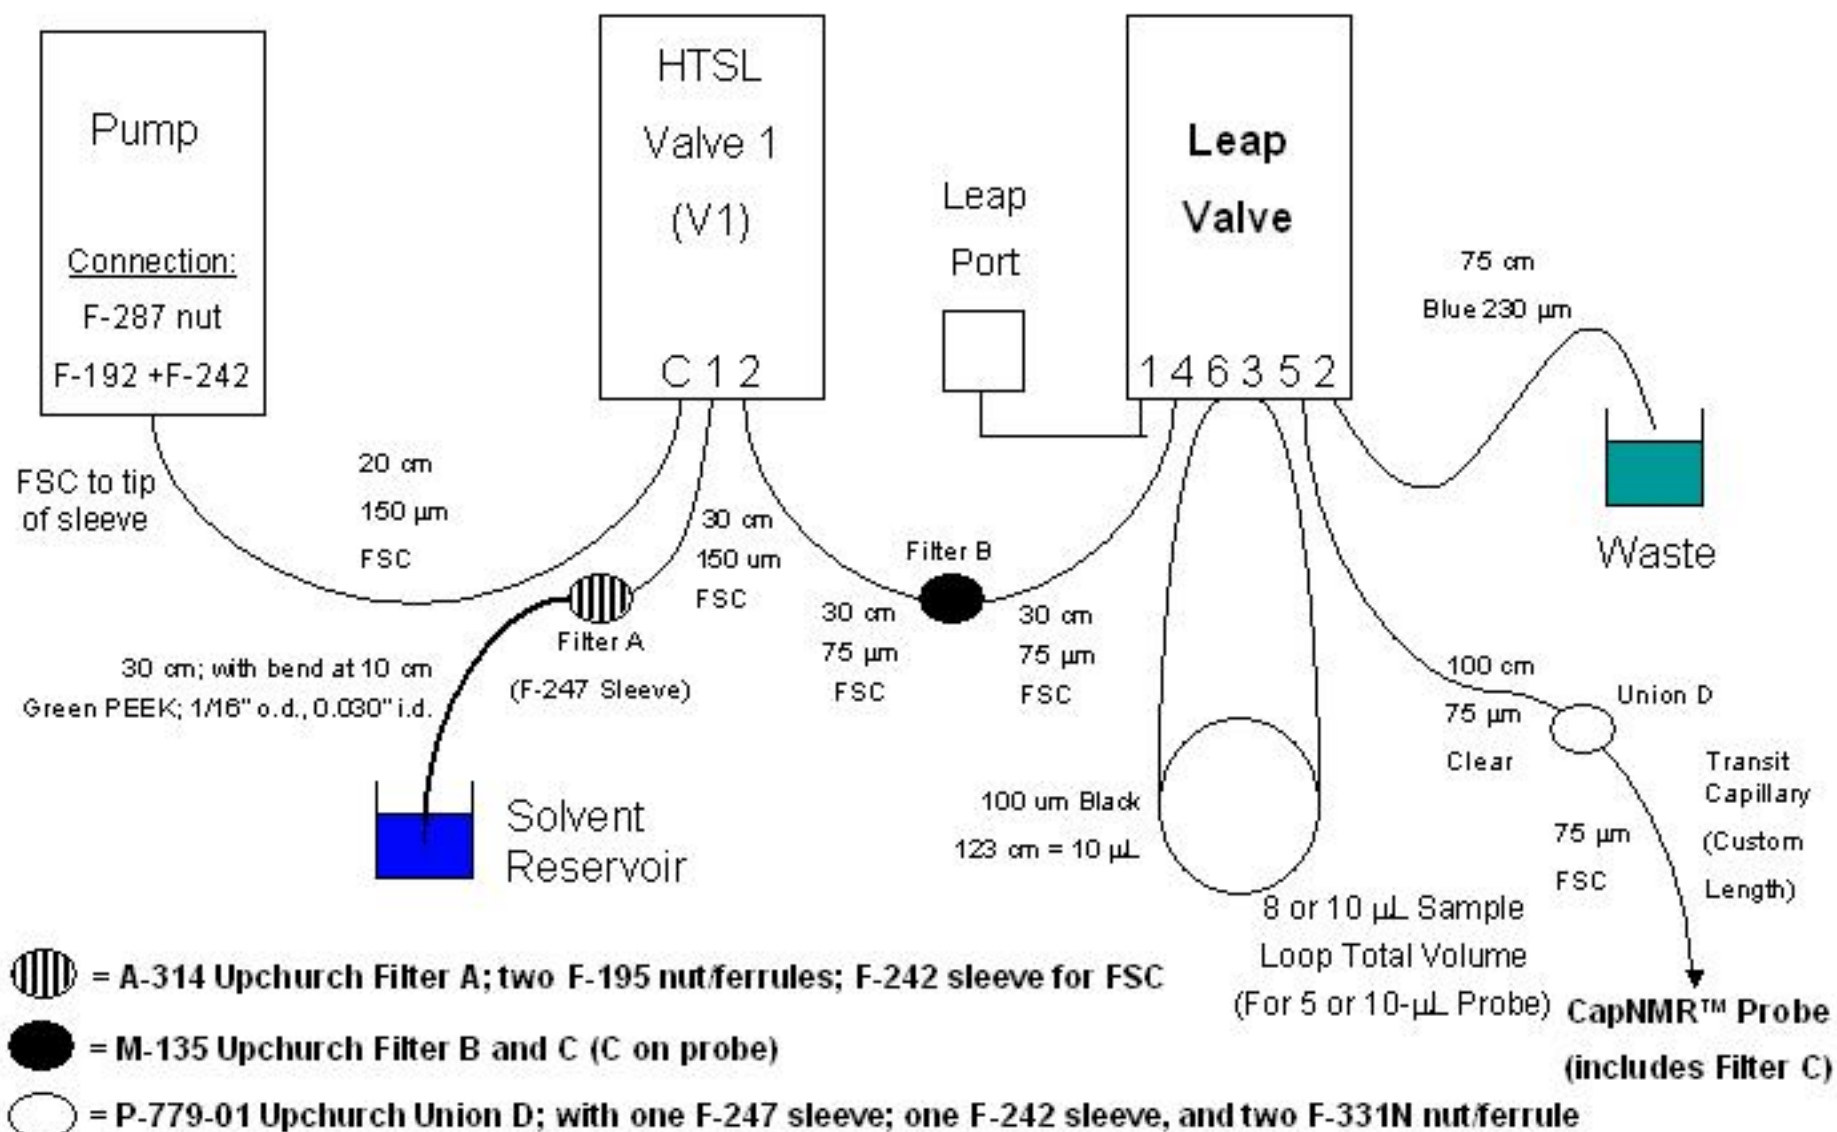 Pump
Connection:
F-287 nut
F-192 +F-242
HTSL
Valve 1
(V1)
C 1 2
Leap
Port
Leap
Valve
1 4 6 3 5 2
75 cm
Blue 230 µm
Waste
FSC to tip
of sleeve
20 cm
150 µm
FSC
30 cm
150 um
FSC
Filter A
(F-247 Sleeve)
30 cm; with bend at 10 cm
Green PEEK; 1/16" o.d., 0.030" i.d.
Solvent
Reservoir
Filter B
30 cm
75 µm
FSC
30 cm
75 µm
FSC
100 um Black
123 cm = 10 µL
8 or 10 µL Sample
Loop Total Volume
(For 5 or 10-µL Probe)
100 cm
75 µm
Clear
Union D
75 µm
FSC
Transit
Capillary
(Custom
Length)
CapNMR™ Probe
(includes Filter C)
= A-314 Upchurch Filter A; two F-195 nut/ferrules; F-242 sleeve for FSC
= M-135 Upchurch Filter B and C (C on probe)
= P-779-01 Upchurch Union D; with one F-247 sleeve; one F-242 sleeve, and two F-331N nut/ferrule